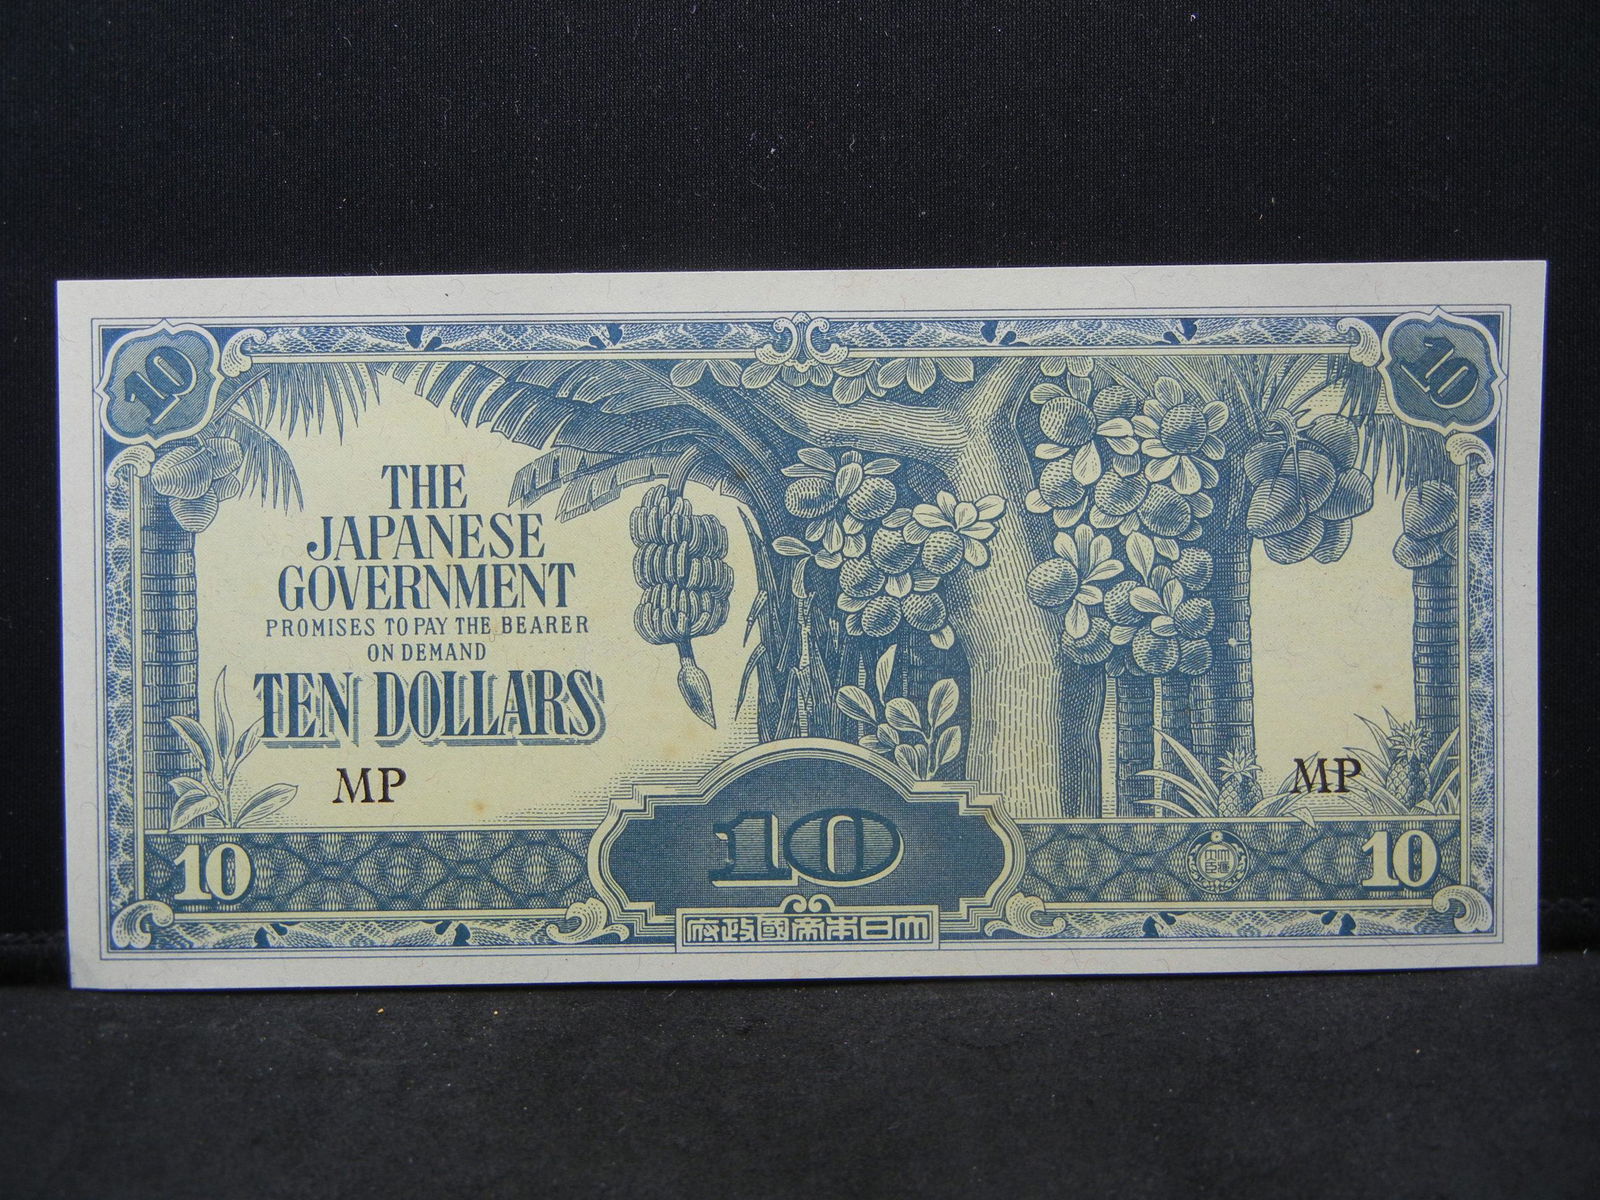 10
10
THE
JAPANESE
GOVERNMENT
PROMISES TO PAY THE BEARER
ON DEMAND
TEN DOLLARS
MP
MP
10
10
10
府政國帝本日大